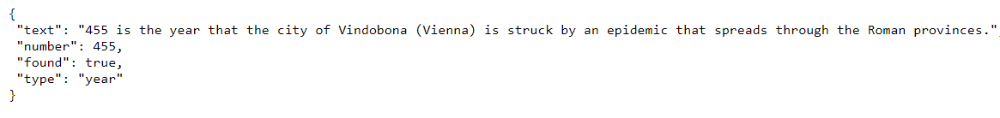 {
 "text": "455 is the year that the city of Vindobona (Vienna) is struck by an epidemic that spreads through the Roman provinces.",
 "number": 455,
 "found": true,
 "type": "year"
}